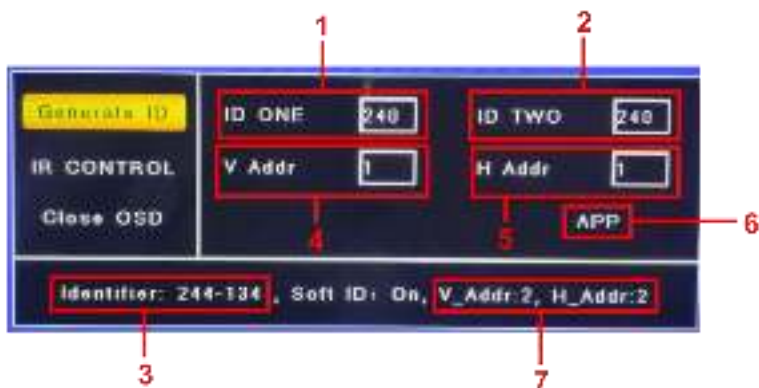 1
2
Generate ID
ID ONE 240
ID TWO 240
IR CONTROL
V Addr 1
H Addr 1
Close OSD
4
5
APP
6
Identifier: 244-134 , Soft ID: On, V_Addr:2, H_Addr:2
3
7